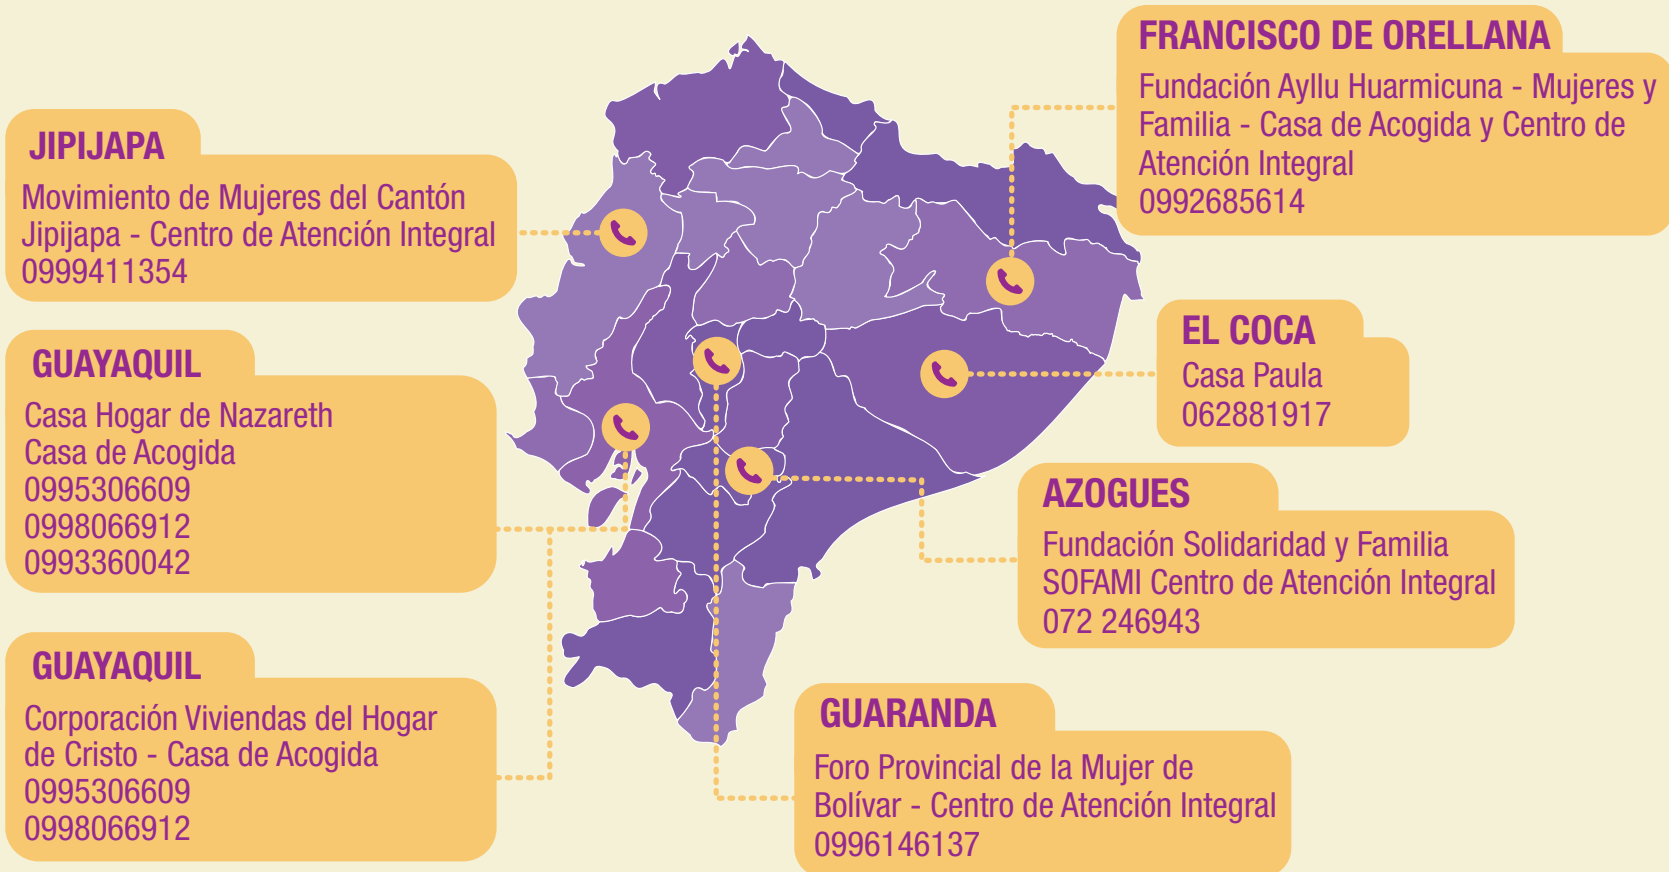 JIPIJAPA
Movimiento de Mujeres del Cantón
Jipijapa - Centro de Atención Integral
0999411354
GUAYAQUIL
Casa Hogar de Nazareth
Casa de Acogida
0995306609
0998066912
0993360042
GUAYAQUIL
Corporación Viviendas del Hogar
de Cristo - Casa de Acogida
0995306609
0998066912
FRANCISCO DE ORELLANA
Fundación Ayllu Huarmicuna - Mujeres y
Familia - Casa de Acogida y Centro de
Atención Integral
0992685614
EL COCA
Casa Paula
062881917
AZOGUES
Fundación Solidaridad y Familia
SOFAMI Centro de Atención Integral
072 246943
GUARANDA
Foro Provincial de la Mujer de
Bolívar - Centro de Atención Integral
0996146137